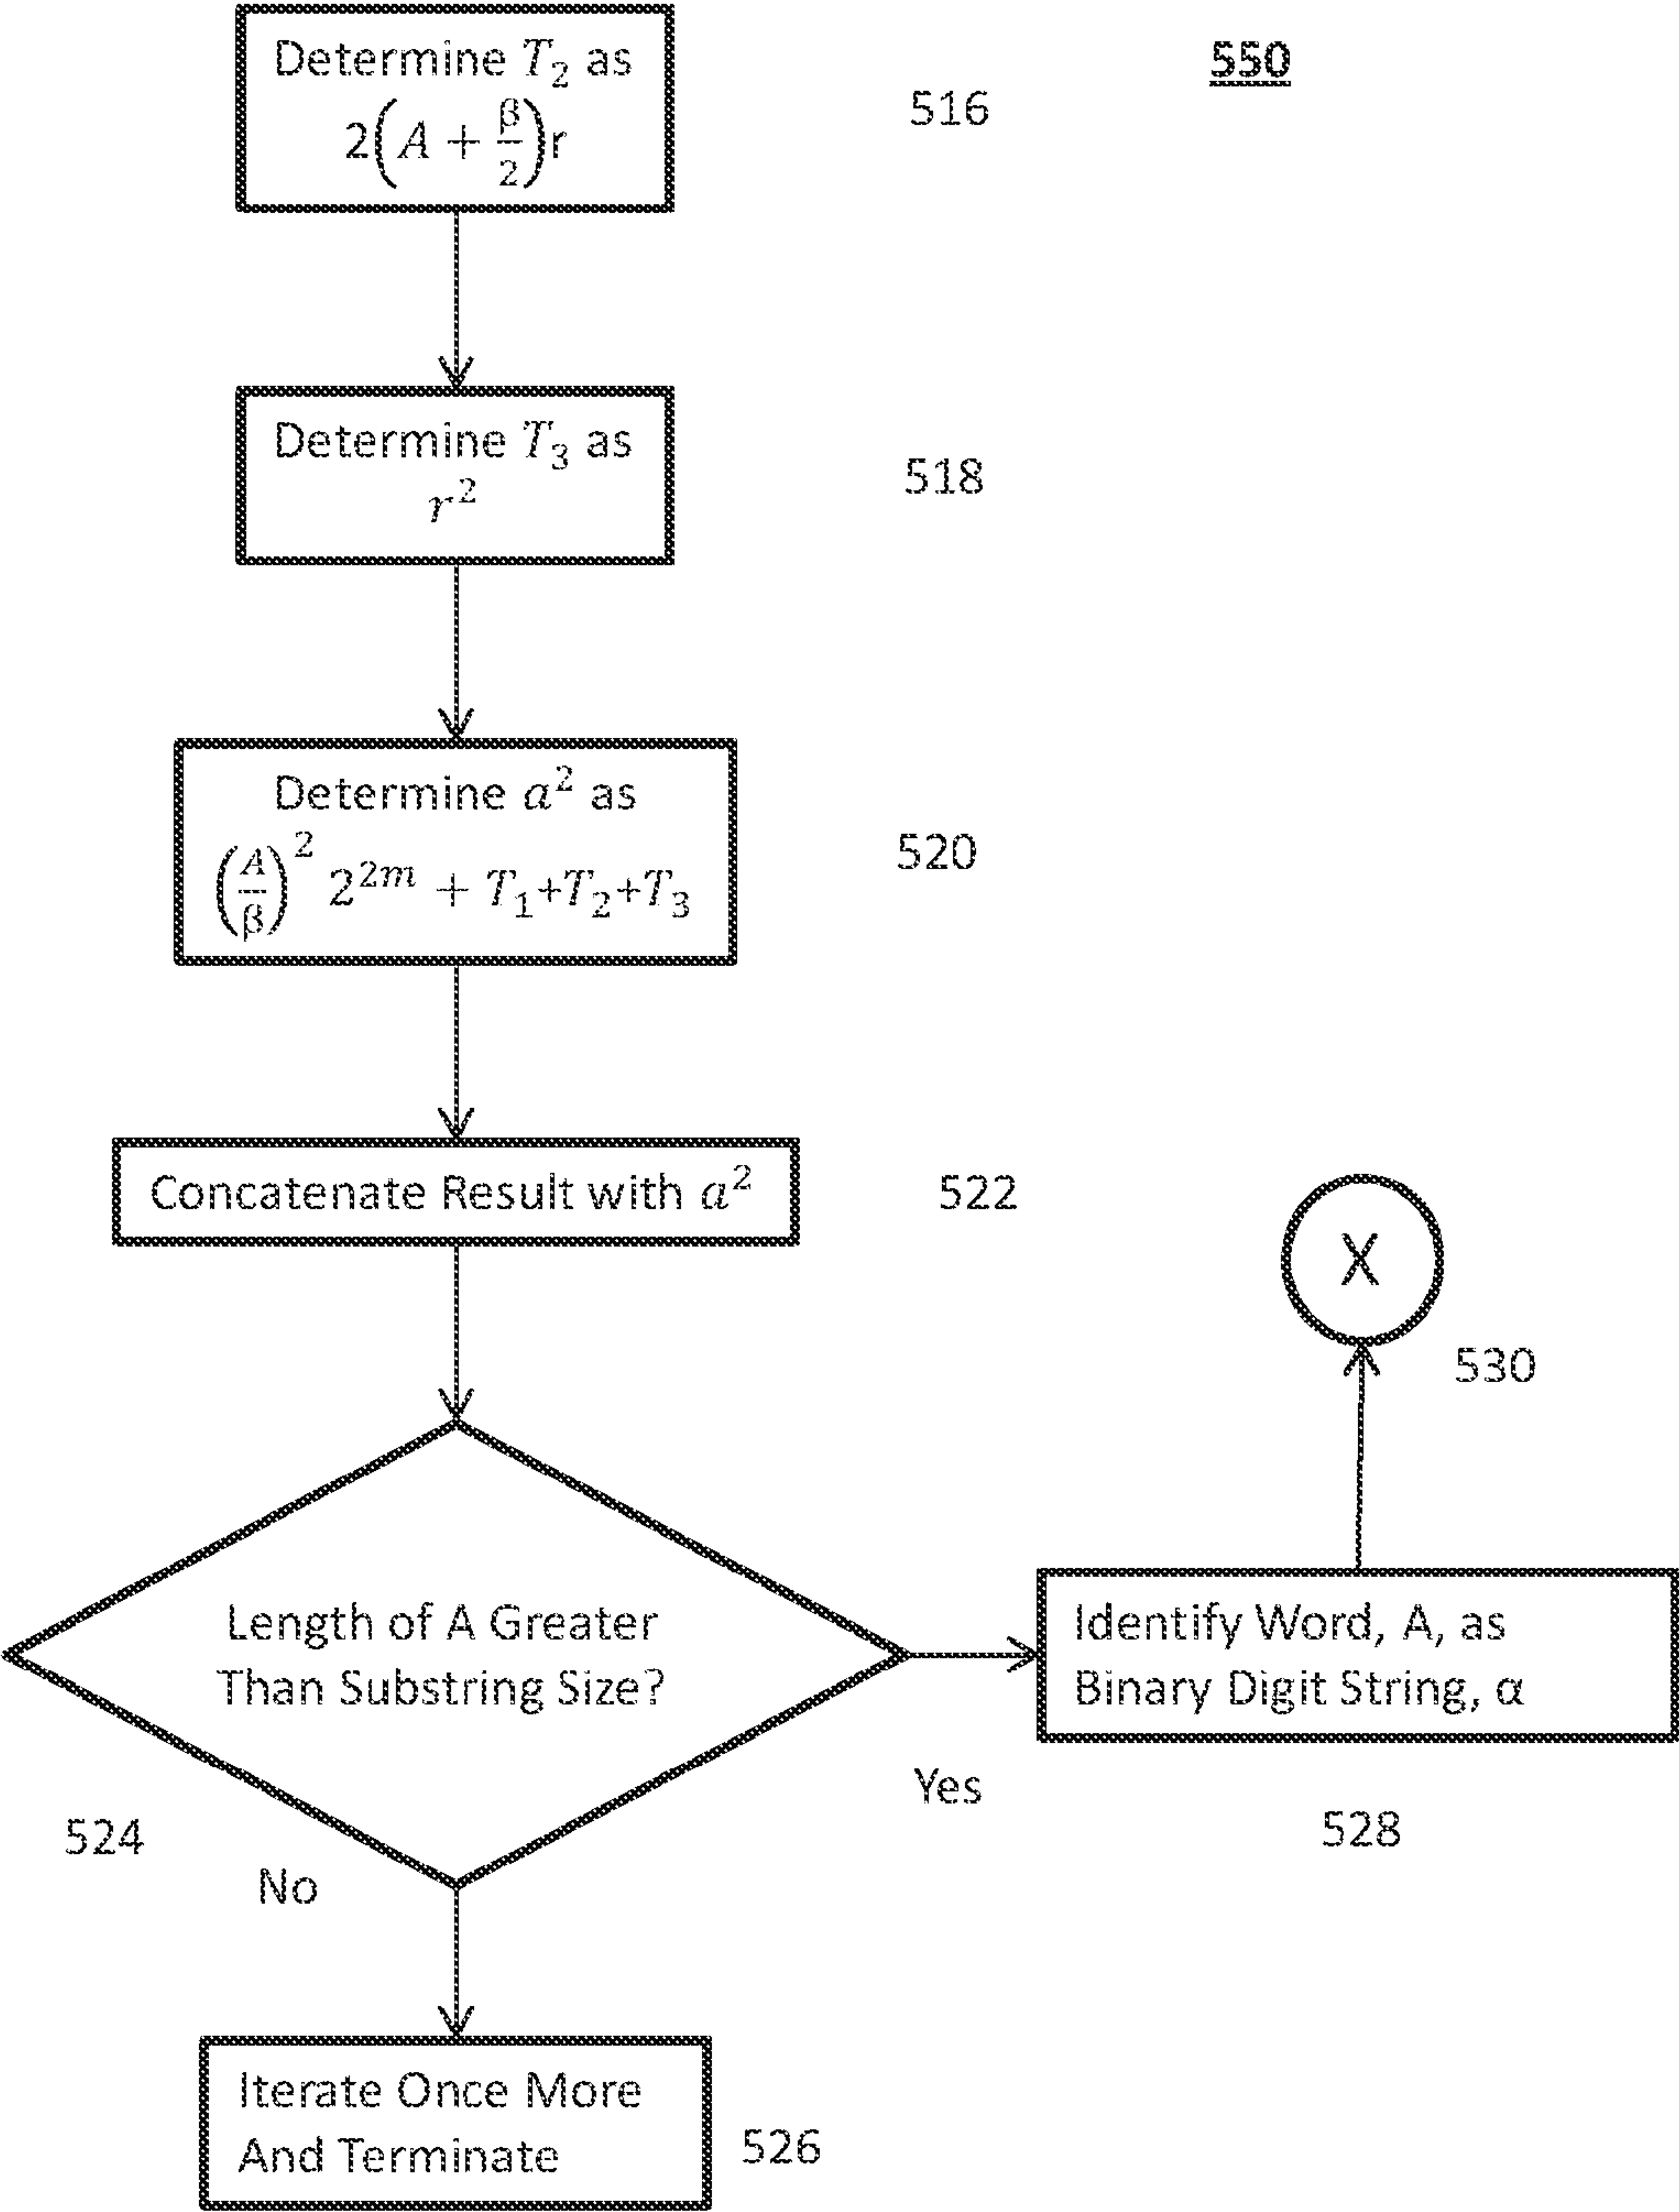 Determine T₂ as
2(A + β/2)r
516
550
Determine T₃ as
r²
518
Determine a² as
(A/β)² 2²ᵐ + T₁+T₂+T₃
520
Concatenate Result with a²
522
X
530
Length of A Greater
Than Substring Size?
524
No
Yes
Identify Word, A, as
Binary Digit String, α
528
Iterate Once More
And Terminate
526